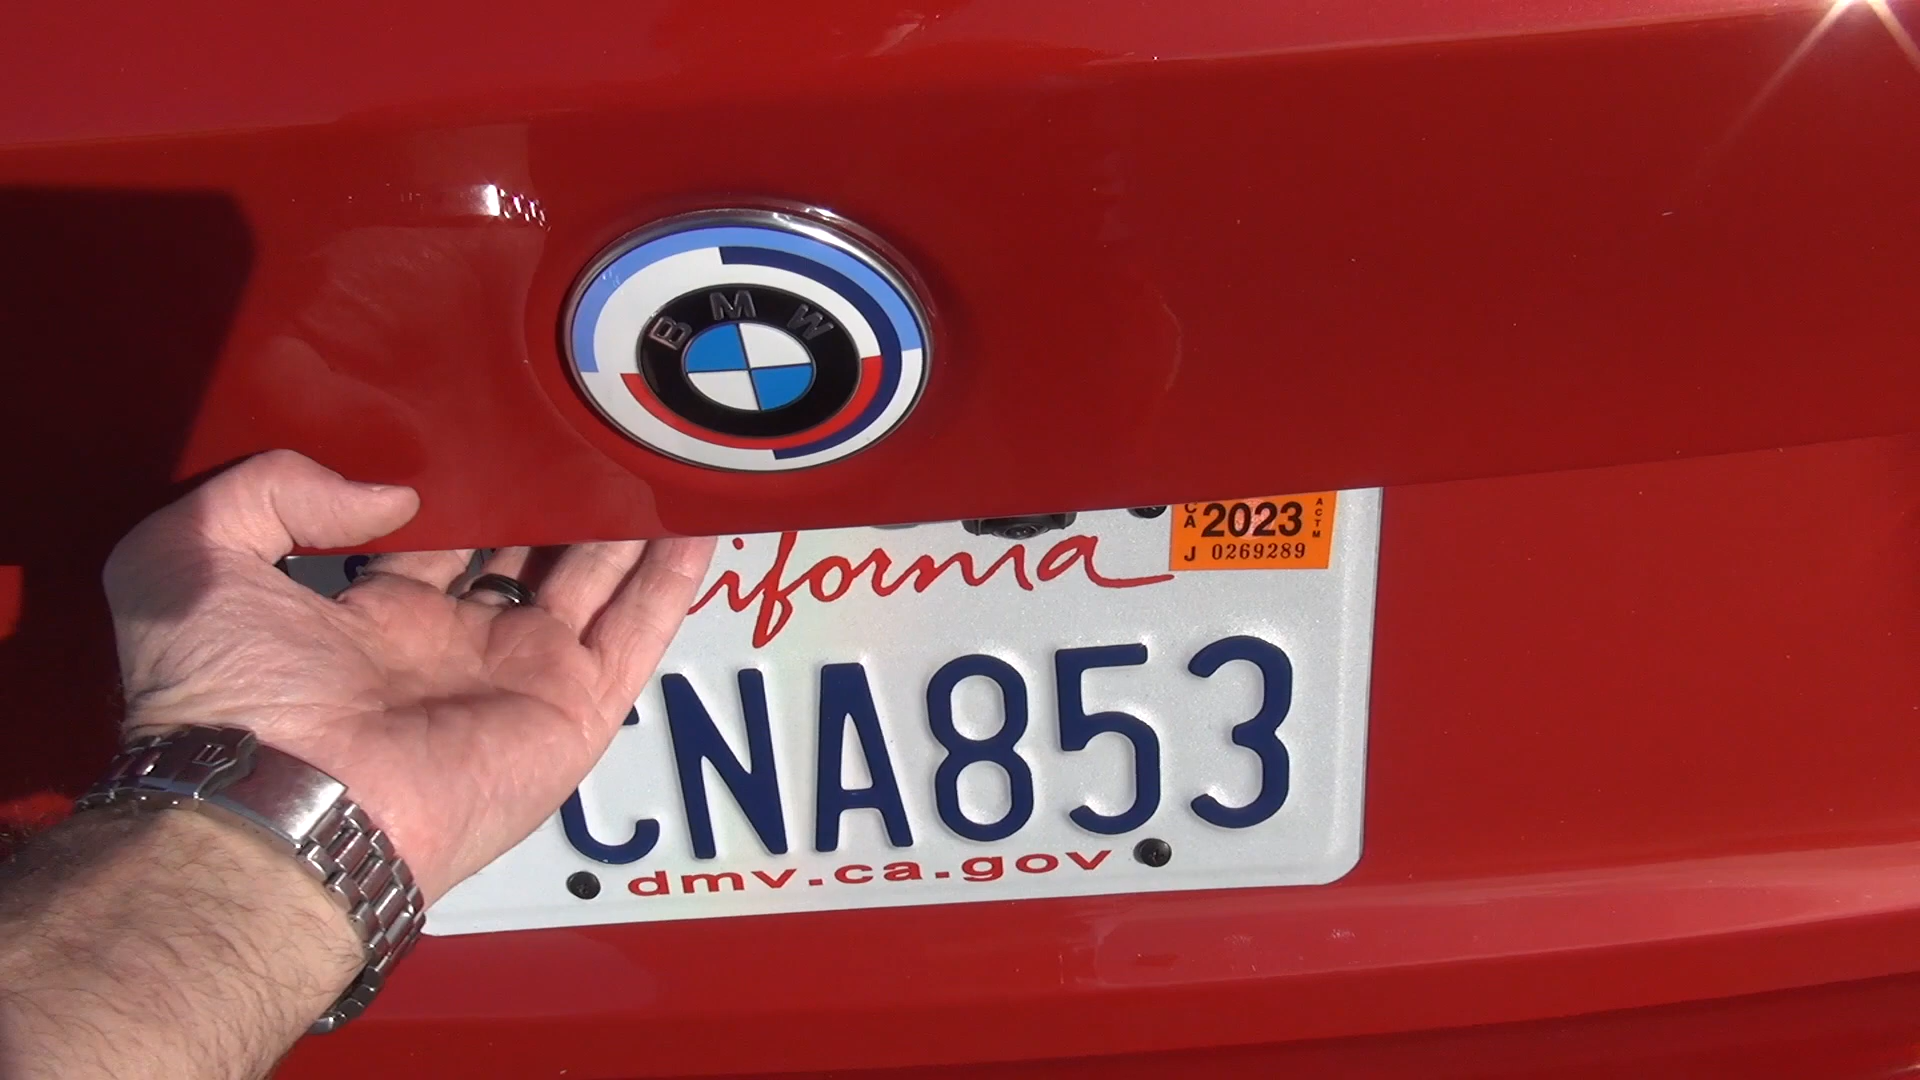 BMW
CA 2023 ACTM
J 0269289
ifornia
CNA853
dmv.ca.gov